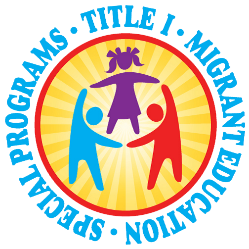 SPECIAL PROGRAMS · TITLE I · MIGRANT EDUCATION ·